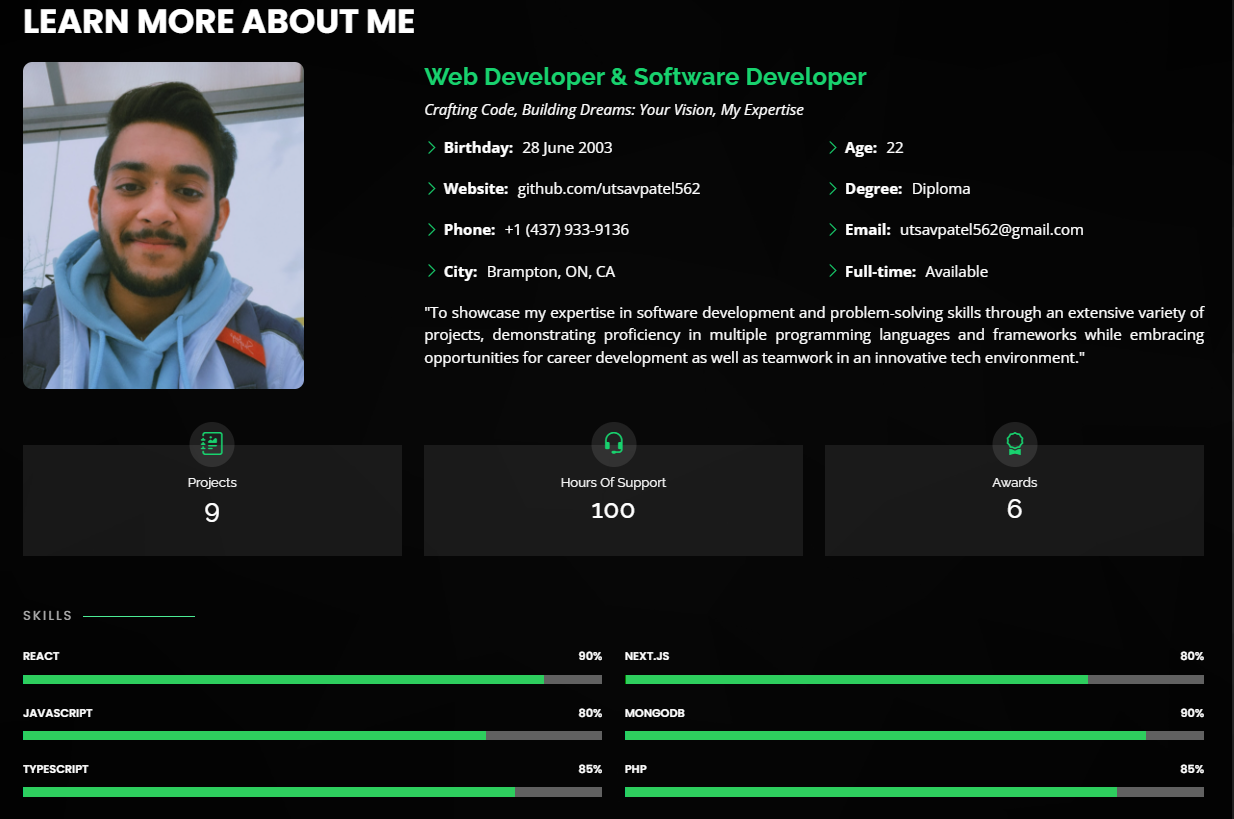 LEARN MORE ABOUT ME
Web Developer & Software Developer
Crafting Code, Building Dreams: Your Vision, My Expertise
Birthday: 28 June 2003
Age: 22
Website: github.com/utsavpatel562
Degree: Diploma
Phone: +1 (437) 933-9136
Email: utsavpatel562@gmail.com
City: Brampton, ON, CA
Full-time: Available
"To showcase my expertise in software development and problem-solving skills through an extensive variety of
projects, demonstrating proficiency in multiple programming languages and frameworks while embracing
opportunities for career development as well as teamwork in an innovative tech environment."
Projects
9
Hours Of Support
100
Awards
6
SKILLS
REACT 90%
NEXT.JS 80%
JAVASCRIPT 80%
MONGODB 90%
TYPESCRIPT 85%
PHP 85%